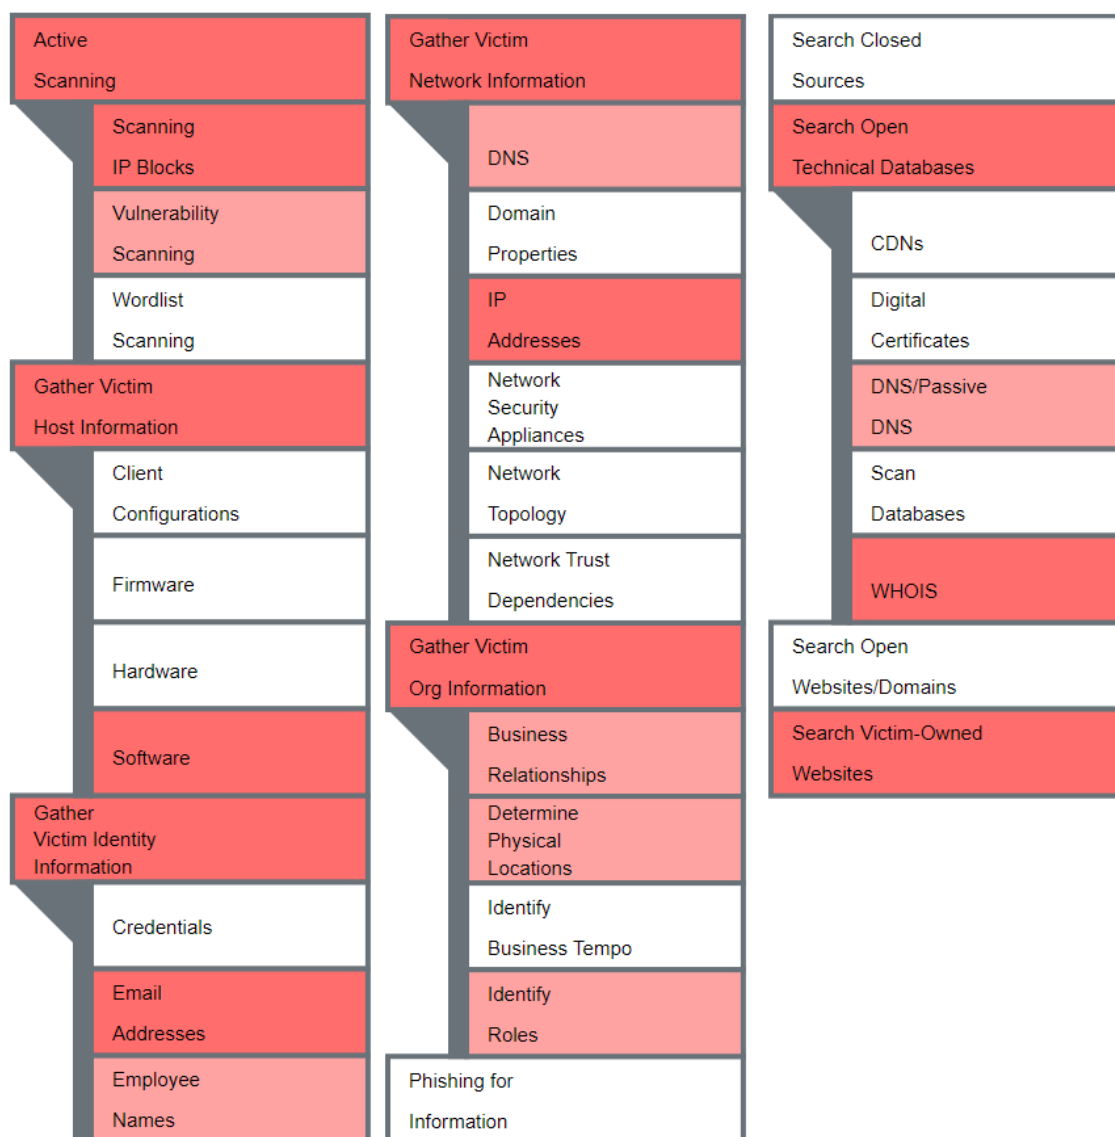 Active
Scanning
Scanning
IP Blocks
Vulnerability
Scanning
Wordlist
Scanning
Gather Victim
Host Information
Client
Configurations
Firmware
Hardware
Software
Gather
Victim Identity
Information
Credentials
Email
Addresses
Employee
Names
Gather Victim
Network Information
DNS
Domain
Properties
IP
Addresses
Network
Security
Appliances
Network
Topology
Network Trust
Dependencies
Gather Victim
Org Information
Business
Relationships
Determine
Physical
Locations
Identify
Business Tempo
Identify
Roles
Phishing for
Information
Search Closed
Sources
Search Open
Technical Databases
CDNs
Digital
Certificates
DNS/Passive
DNS
Scan
Databases
WHOIS
Search Open
Websites/Domains
Search Victim-Owned
Websites